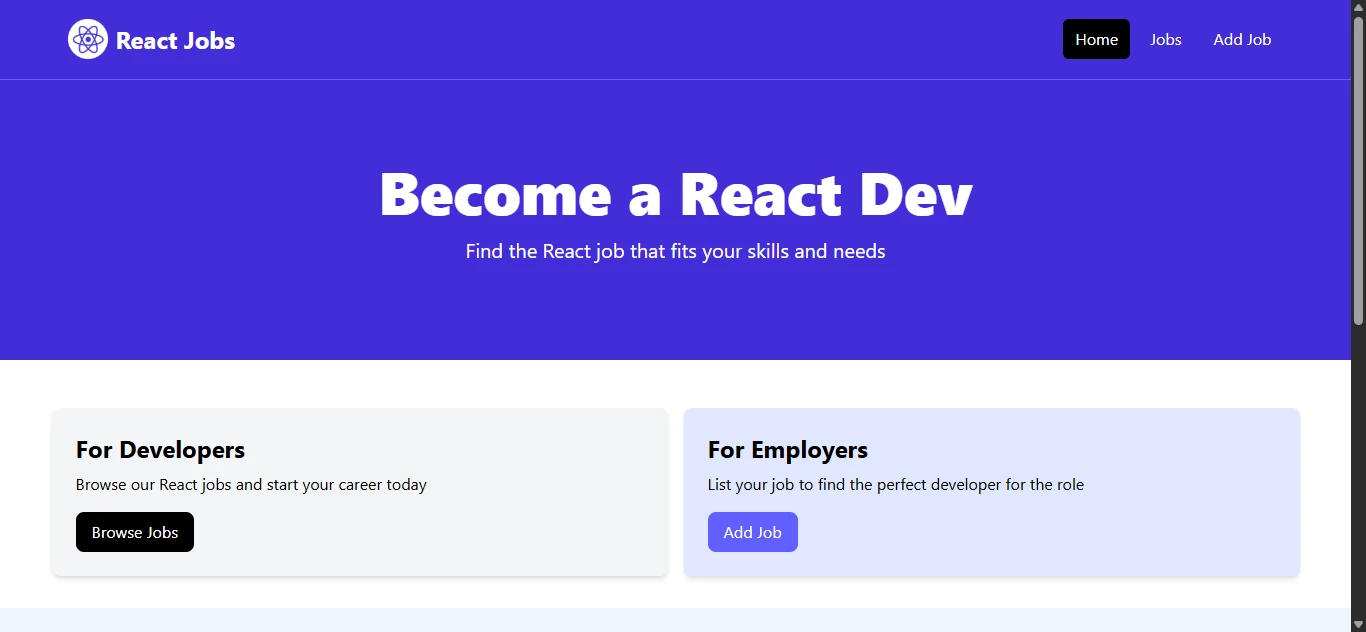 React Jobs
Home
Jobs
Add Job
Become a React Dev
Find the React job that fits your skills and needs
For Developers
Browse our React jobs and start your career today
Browse Jobs
For Employers
List your job to find the perfect developer for the role
Add Job